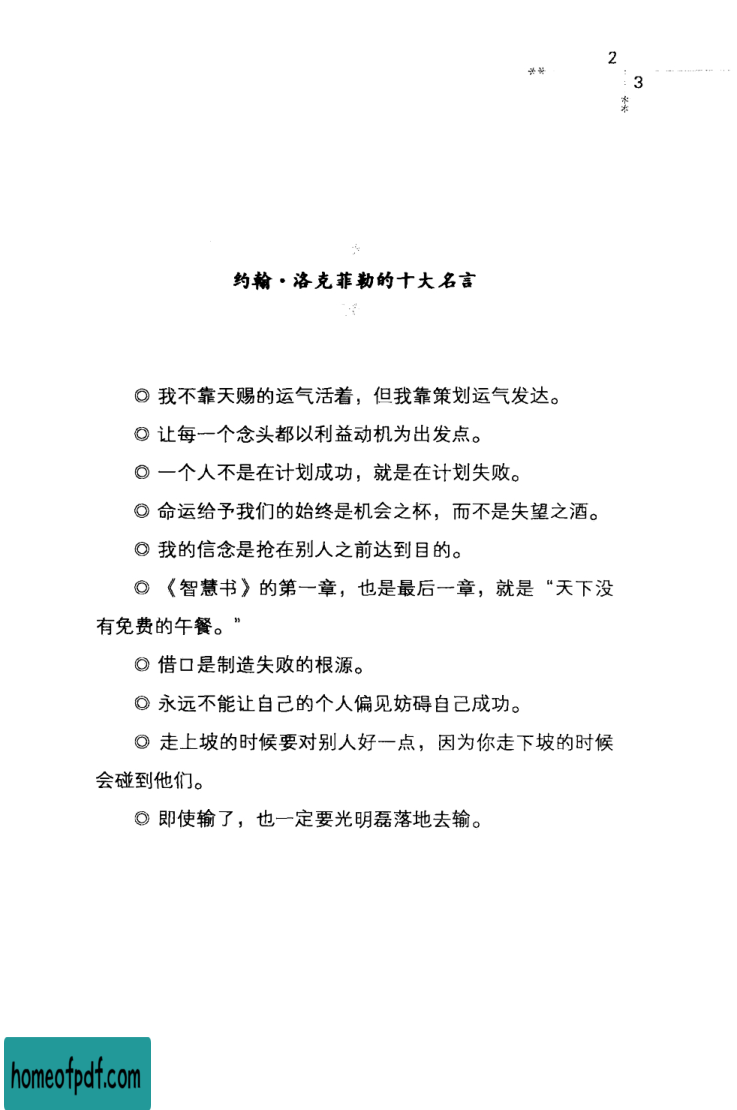 2
**
3
**
约翰·洛克菲勒的十大名言
◎ 我不靠天赐的运气活着，但我靠策划运气发达。
◎ 让每一个念头都以利益动机为出发点。
◎ 一个人不是在计划成功，就是在计划失败。
◎ 命运给予我们的始终是机会之杯，而不是失望之酒。
◎ 我的信念是抢在别人之前达到目的。
◎ 《智慧书》的第一章，也是最后一章，就是“天下没
有免费的午餐。”
◎ 借口是制造失败的根源。
◎ 永远不能让自己的个人偏见妨碍自己成功。
◎ 走上坡的时候要对别人好一点，因为你走下坡的时候
会碰到他们。
◎ 即使输了，也一定要光明磊落地去输。
homeofpdf.com